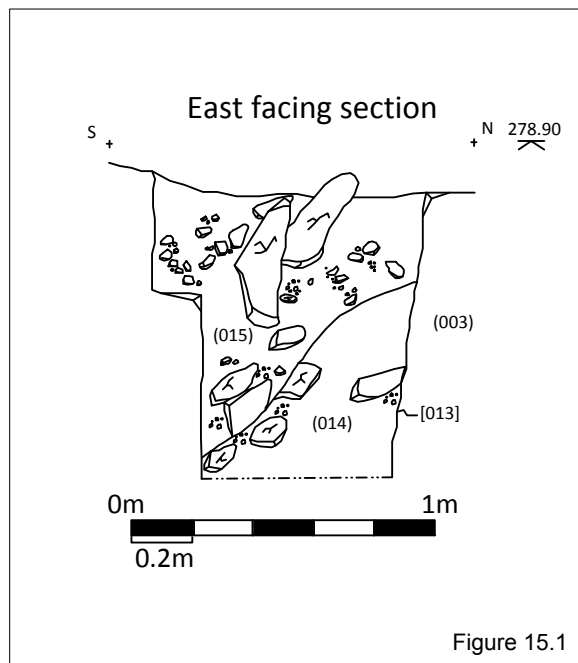 East facing section
S
N 278.90
(015)
(003)
[013]
(014)
0m 1m
0.2m
Figure 15.1